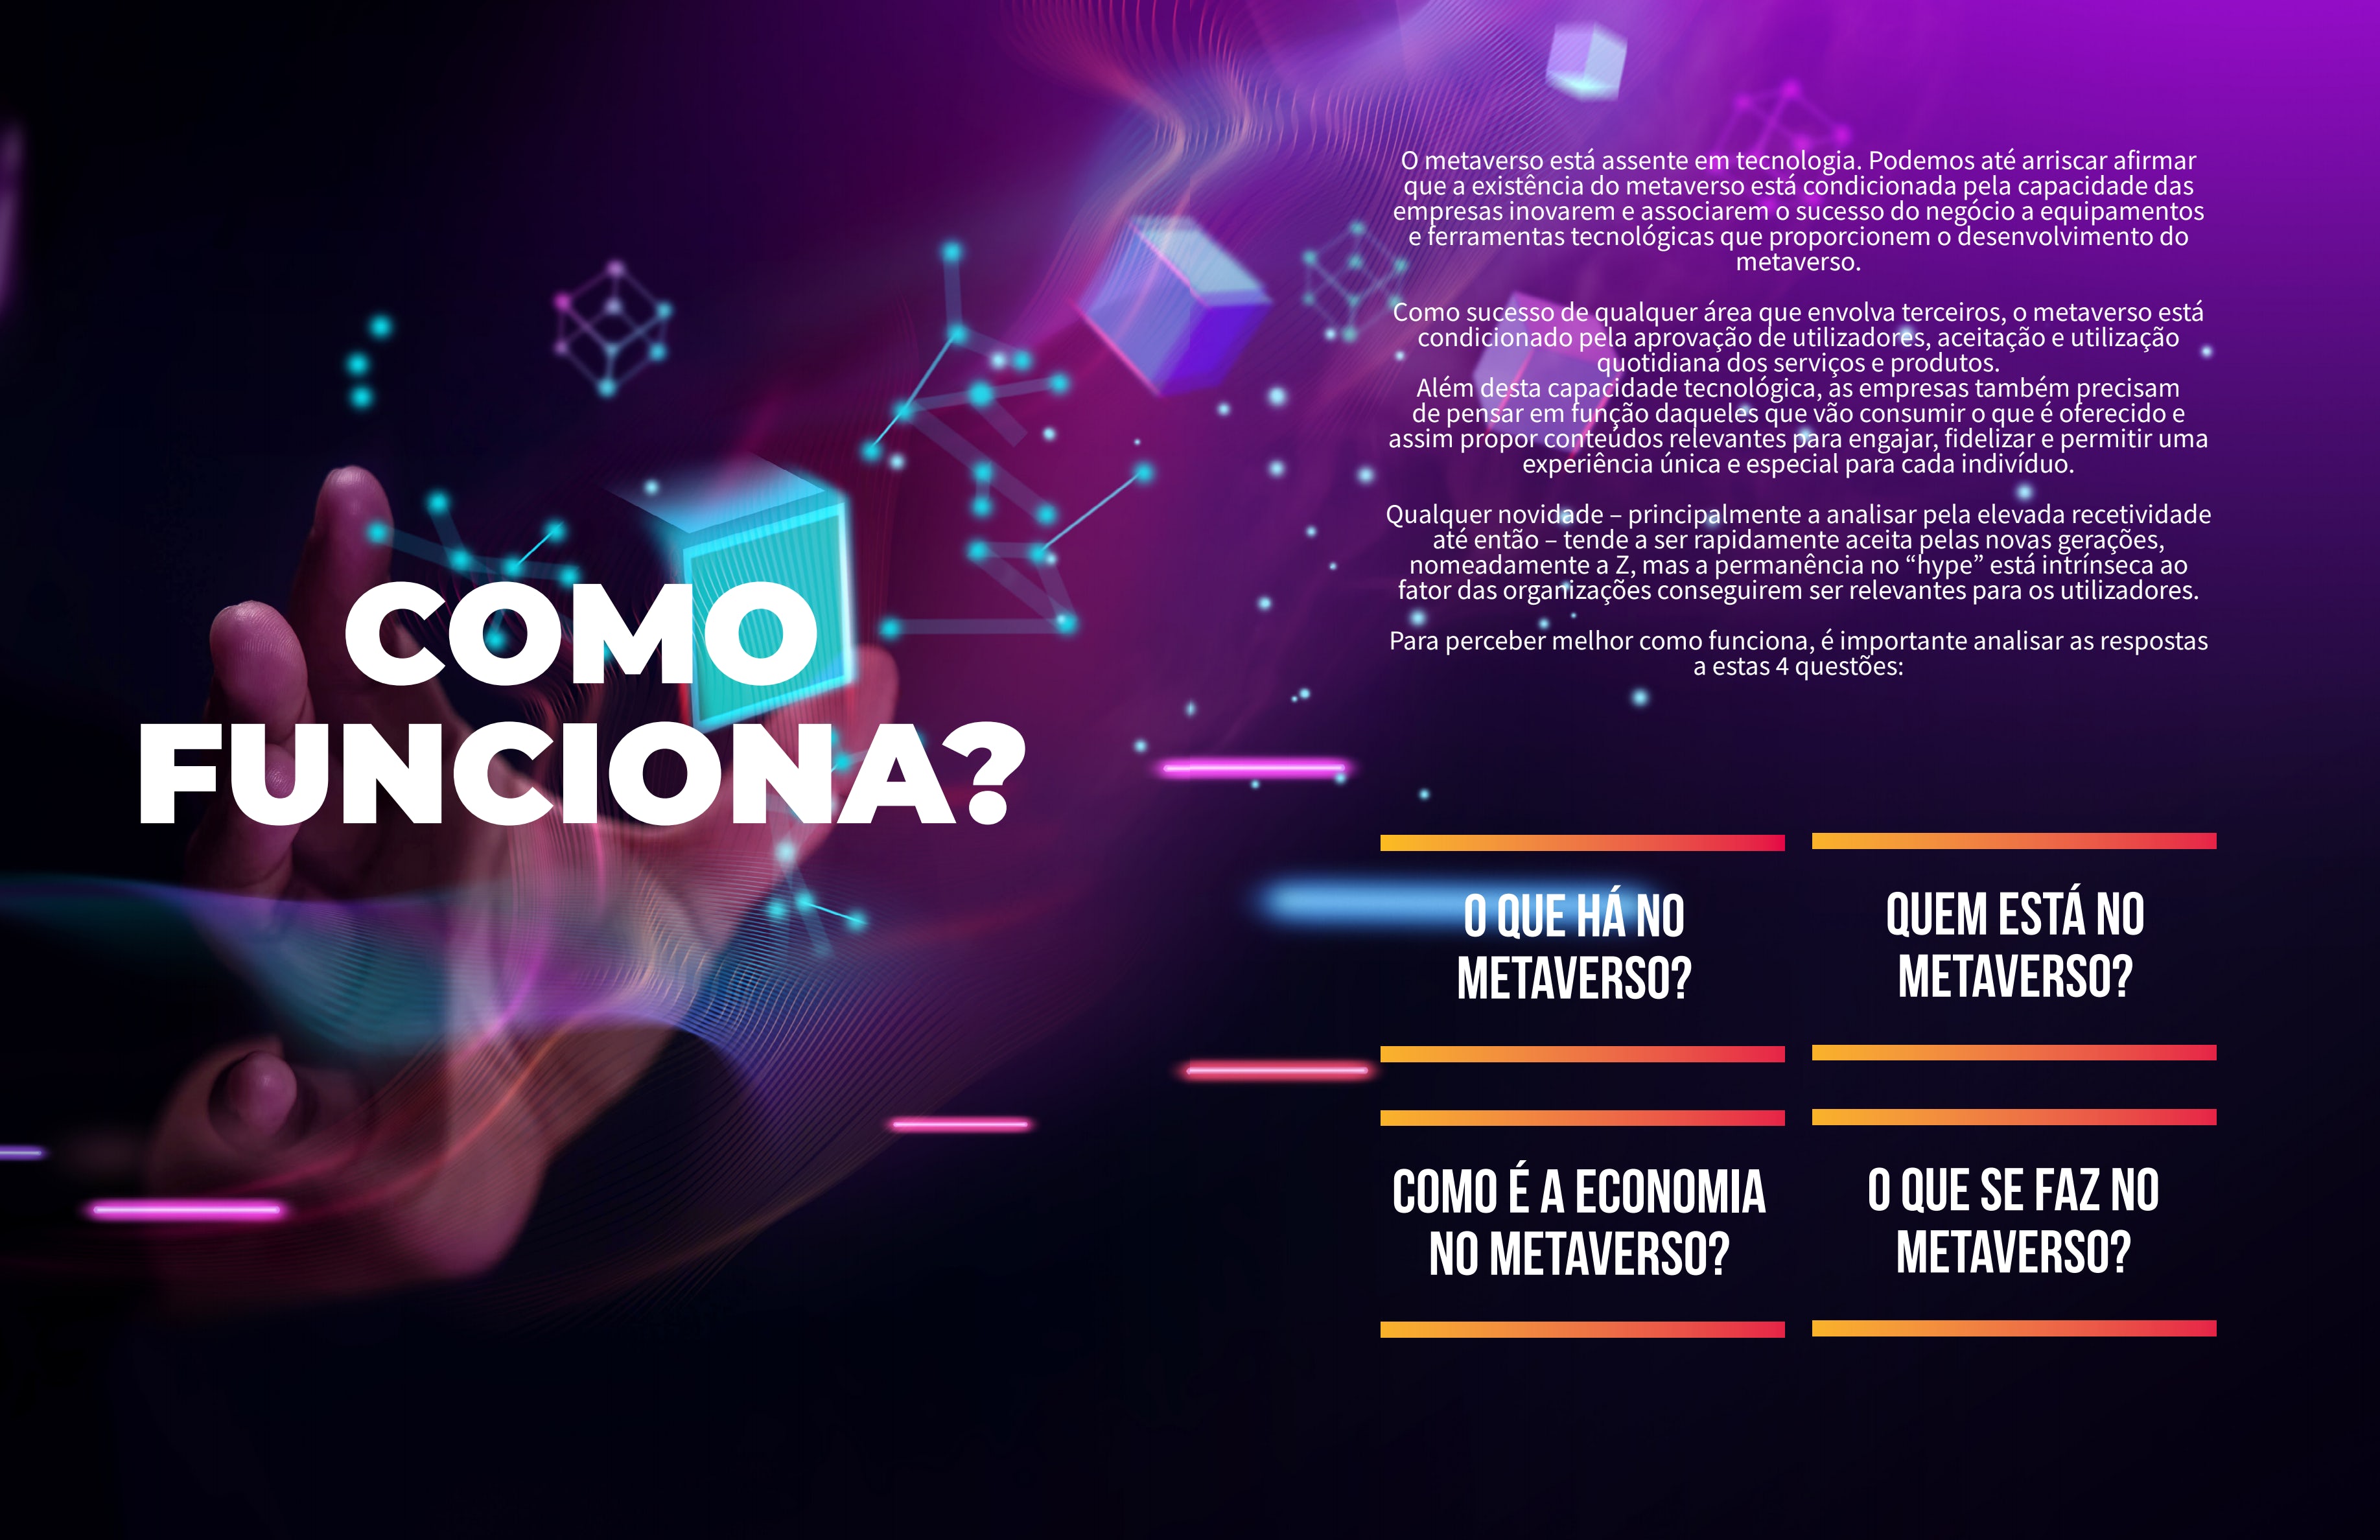 COMO
FUNCIONA?
O metaverso está assente em tecnologia. Podemos até arriscar afirmar
que a existência do metaverso está condicionada pela capacidade das
empresas inovarem e associarem o sucesso do negócio a equipamentos
e ferramentas tecnológicas que proporcionem o desenvolvimento do
metaverso.
Como sucesso de qualquer área que envolva terceiros, o metaverso está
condicionado pela aprovação de utilizadores, aceitação e utilização
quotidiana dos serviços e produtos.
Além desta capacidade tecnológica, as empresas também precisam
de pensar em função daqueles que vão consumir o que é oferecido e
assim propor conteúdos relevantes para engajar, fidelizar e permitir uma
experiência única e especial para cada indivíduo.
Qualquer novidade – principalmente a analisar pela elevada recetividade
até então – tende a ser rapidamente aceita pelas novas gerações,
nomeadamente a Z, mas a permanência no “hype” está intrínseca ao
fator das organizações conseguirem ser relevantes para os utilizadores.
Para perceber melhor como funciona, é importante analisar as respostas
a estas 4 questões:
O QUE HÁ NO
METAVERSO?
QUEM ESTÁ NO
METAVERSO?
COMO É A ECONOMIA
NO METAVERSO?
O QUE SE FAZ NO
METAVERSO?